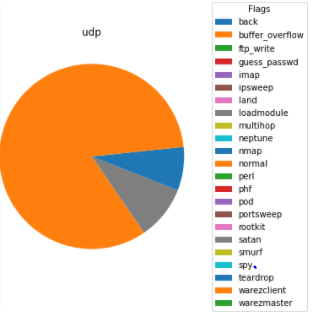 udp
Flags
back
buffer_overflow
ftp_write
guess_passwd
imap
ipsweep
land
loadmodule
multihop
neptune
nmap
normal
perl
phf
pod
portsweep
rootkit
satan
smurf
spy
teardrop
warezclient
warezmaster